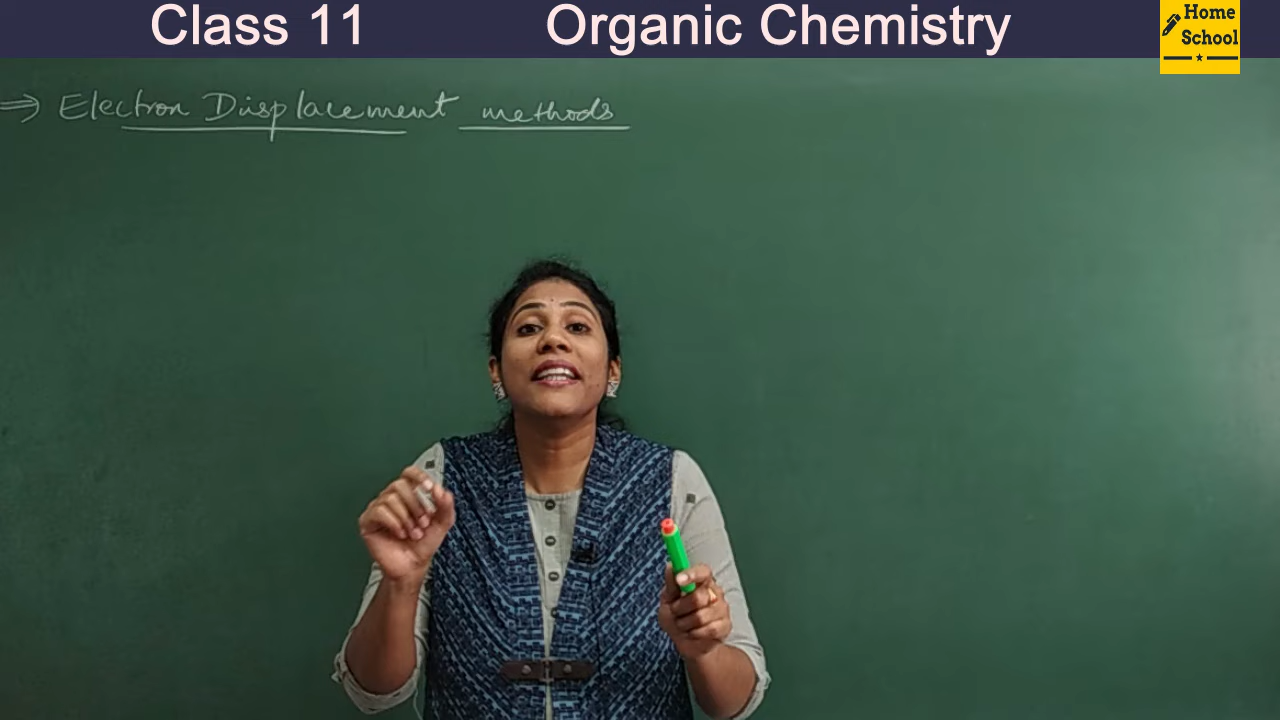 Class 11 Organic Chemistry
Home
School
⇒ Electron Displacement methods